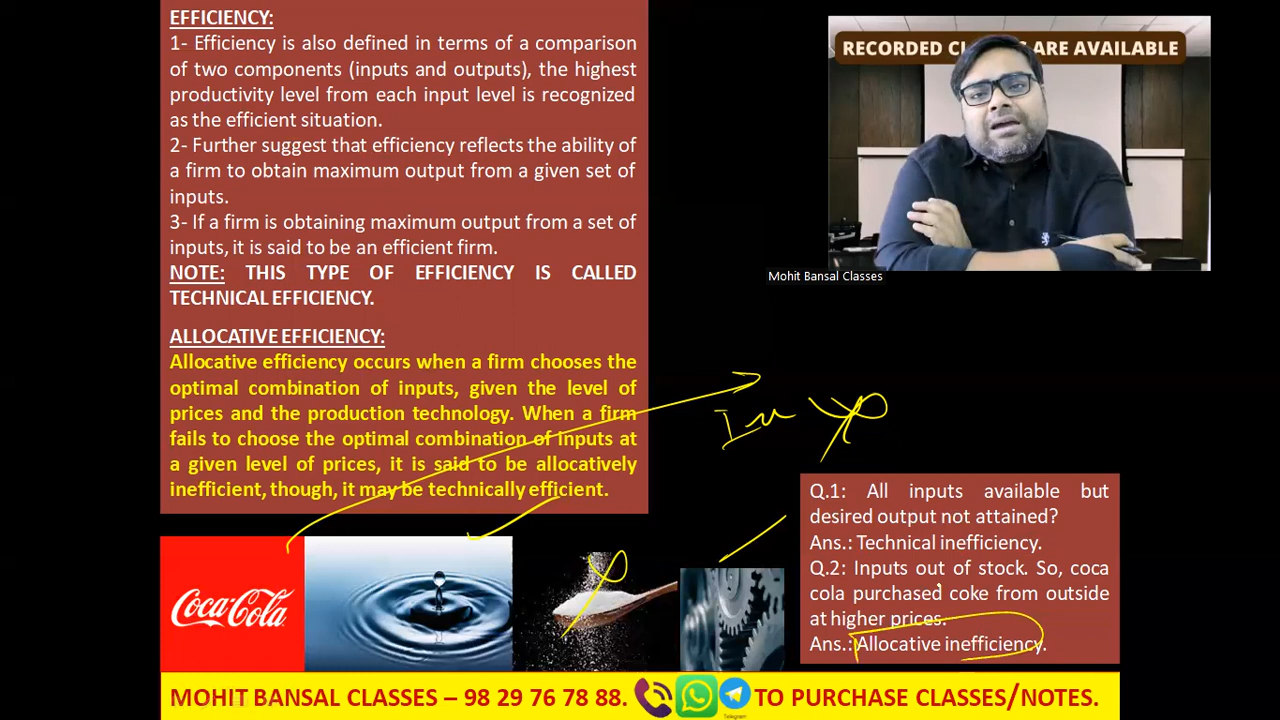 EFFICIENCY:
1- Efficiency is also defined in terms of a comparison
of two components (inputs and outputs), the highest
productivity level from each input level is recognized
as the efficient situation.
2- Further suggest that efficiency reflects the ability of
a firm to obtain maximum output from a given set of
inputs.
3- If a firm is obtaining maximum output from a set of
inputs, it is said to be an efficient firm.
NOTE: THIS TYPE OF EFFICIENCY IS CALLED
TECHNICAL EFFICIENCY.
ALLOCATIVE EFFICIENCY:
Allocative efficiency occurs when a firm chooses the
optimal combination of inputs, given the level of
prices and the production technology. When a firm
fails to choose the optimal combination of inputs at
a given level of prices, it is said to be allocatively
inefficient, though, it may be technically efficient.
RECORDED ARE AVAILABLE
Mohit Bansal Classes
Q.1: All inputs available but
desired output not attained?
Ans.: Technical inefficiency.
Q.2: Inputs out of stock. So, coca
cola purchased coke from outside
at higher prices.
Ans.: Allocative inefficiency.
Coca-Cola
MOHIT BANSAL CLASSES – 98 29 76 78 88. TO PURCHASE CLASSES/NOTES.
Telegram